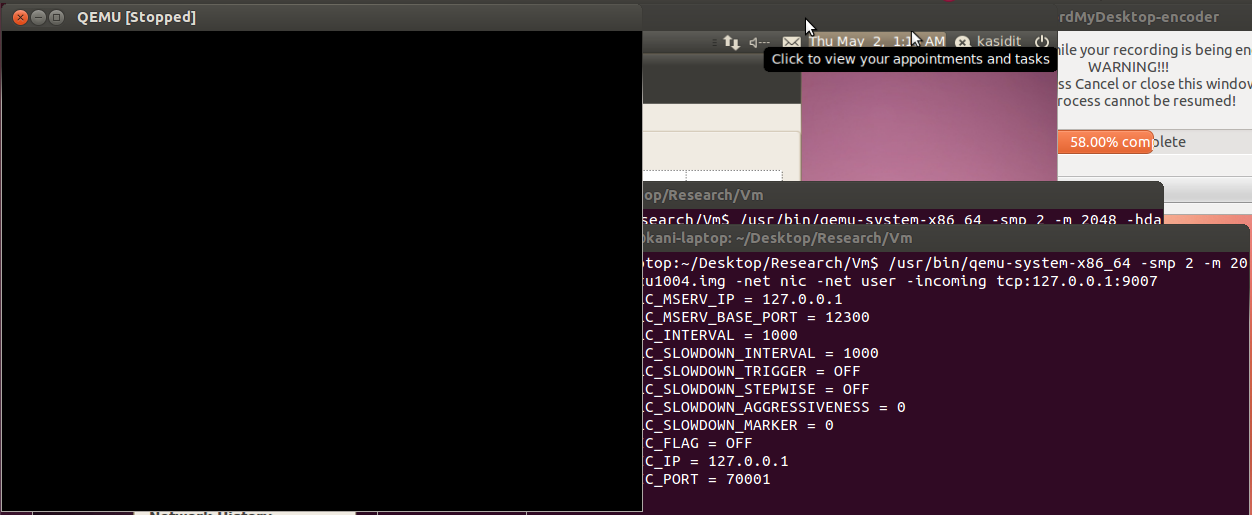 QEMU [Stopped]
rdMyDesktop-encoder
Thu May 2, 1:1 AM
kasidit
Click to view your appointments and tasks
ile your recording is being en
WARNING!!!
ss Cancel or close this window
rocess cannot be resumed!
58.00% complete
top/Research/Vm
search/Vm$ /usr/bin/qemu-system-x86_64 -smp 2 -m 2048 -hda
kani-laptop: ~/Desktop/Research/Vm
top:~/Desktop/Research/Vm$ /usr/bin/qemu-system-x86_64 -smp 2 -m 20
u1004.img -net nic -net user -incoming tcp:127.0.0.1:9007
C_MSERV_IP = 127.0.0.1
C_MSERV_BASE_PORT = 12300
C_INTERVAL = 1000
C_SLOWDOWN_INTERVAL = 1000
C_SLOWDOWN_TRIGGER = OFF
C_SLOWDOWN_STEPWISE = OFF
C_SLOWDOWN_AGGRESSIVENESS = 0
C_SLOWDOWN_MARKER = 0
C_FLAG = OFF
C_IP = 127.0.0.1
C_PORT = 70001
Network History